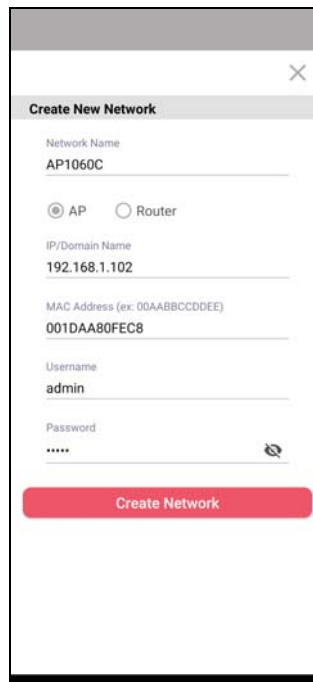 Create New Network
Network Name
AP1060C
AP Router
IP/Domain Name
192.168.1.102
MAC Address (ex: 00AABBCCDDEE)
001DAA80FEC8
Username
admin
Password
•••••
Create Network